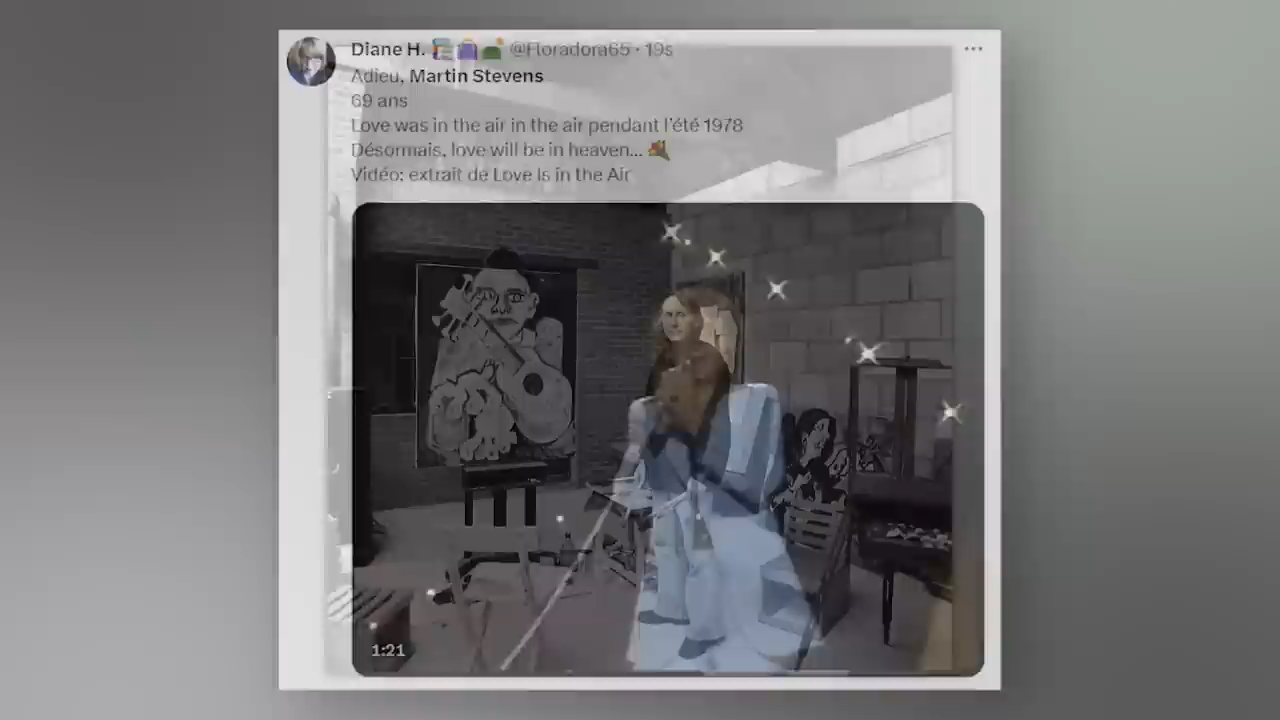 Diane H. @Floradora65 · 19s
Adieu, Martin Stevens
69 ans
Love was in the air in the air pendant l'été 1978
Désormais, love will be in heaven...
Vidéo: extrait de Love Is in the Air
1:21